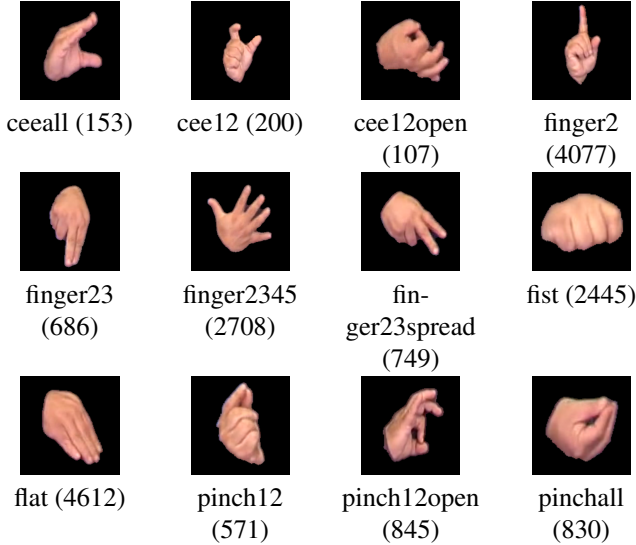 ceeall (153)
cee12 (200)
cee12open
(107)
finger2
(4077)
finger23
(686)
finger2345
(2708)
fin-
ger23spread
(749)
fist (2445)
flat (4612)
pinch12
(571)
pinch12open
(845)
pinchall
(830)